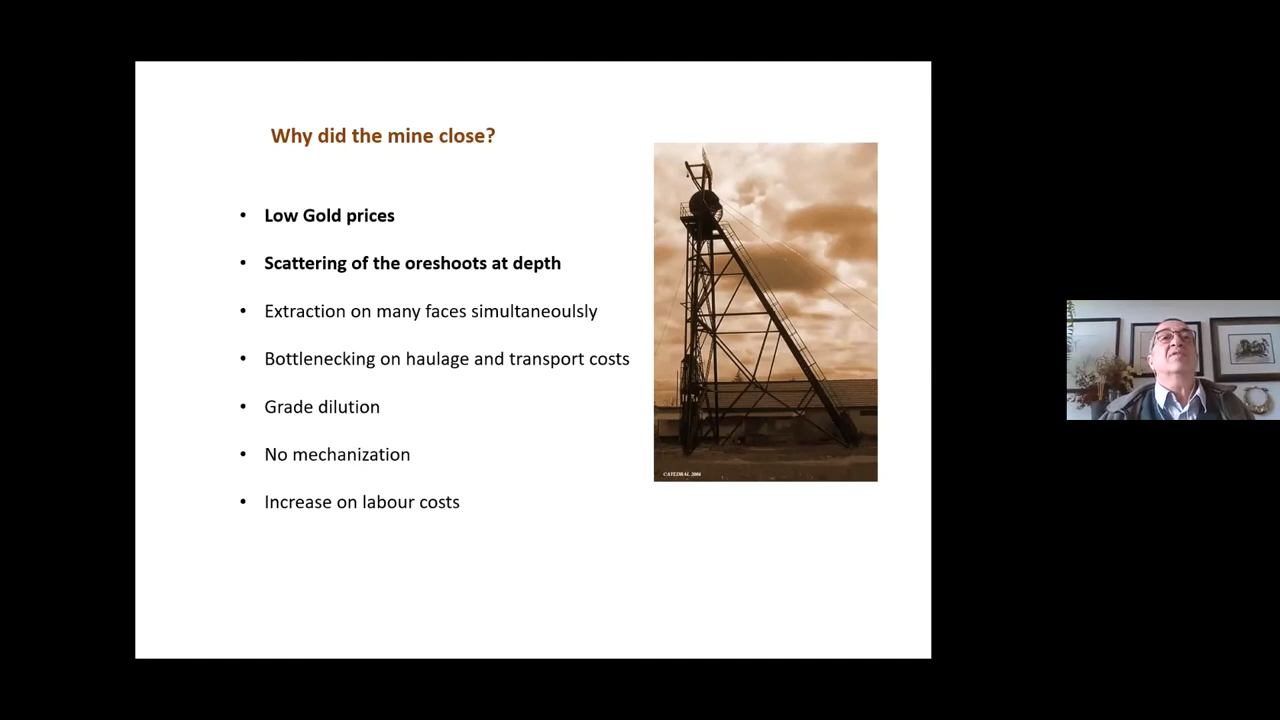 Why did the mine close?
• Low Gold prices
• Scattering of the oreshoots at depth
• Extraction on many faces simultaneoulsly
• Bottlenecking on haulage and transport costs
• Grade dilution
• No mechanization
• Increase on labour costs
CATEDRAL 2004